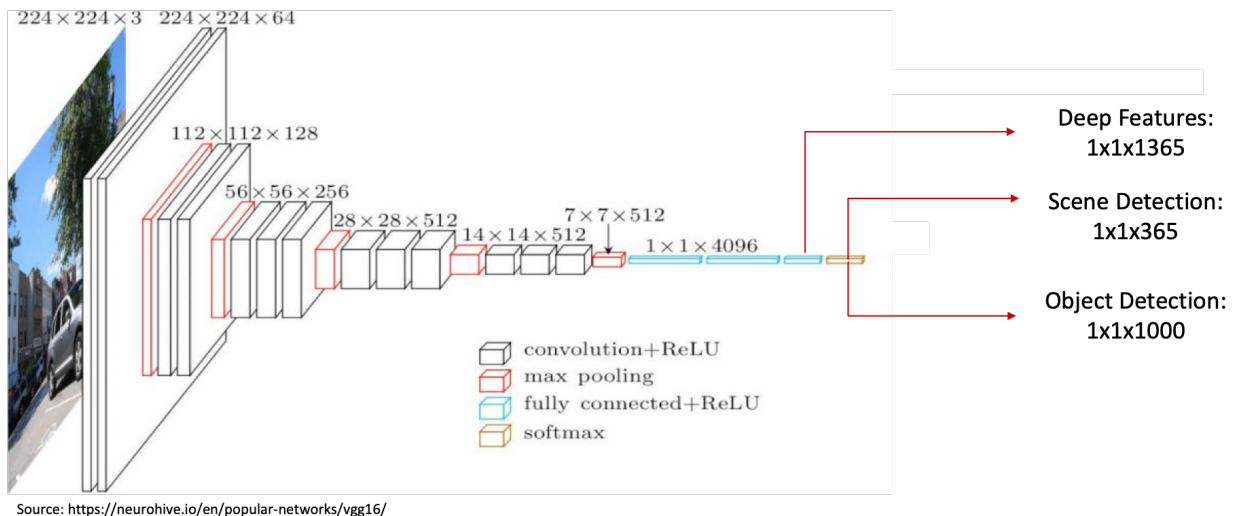 224 × 224 × 3
224 × 224 × 64
112 × 112 × 128
56 × 56 × 256
28 × 28 × 512
14 × 14 × 512
7 × 7 × 512
1 × 1 × 4096
convolution+ReLU
max pooling
fully connected+ReLU
softmax
Deep Features:
1x1x1365
Scene Detection:
1x1x365
Object Detection:
1x1x1000
Source: https://neurohive.io/en/popular-networks/vgg16/